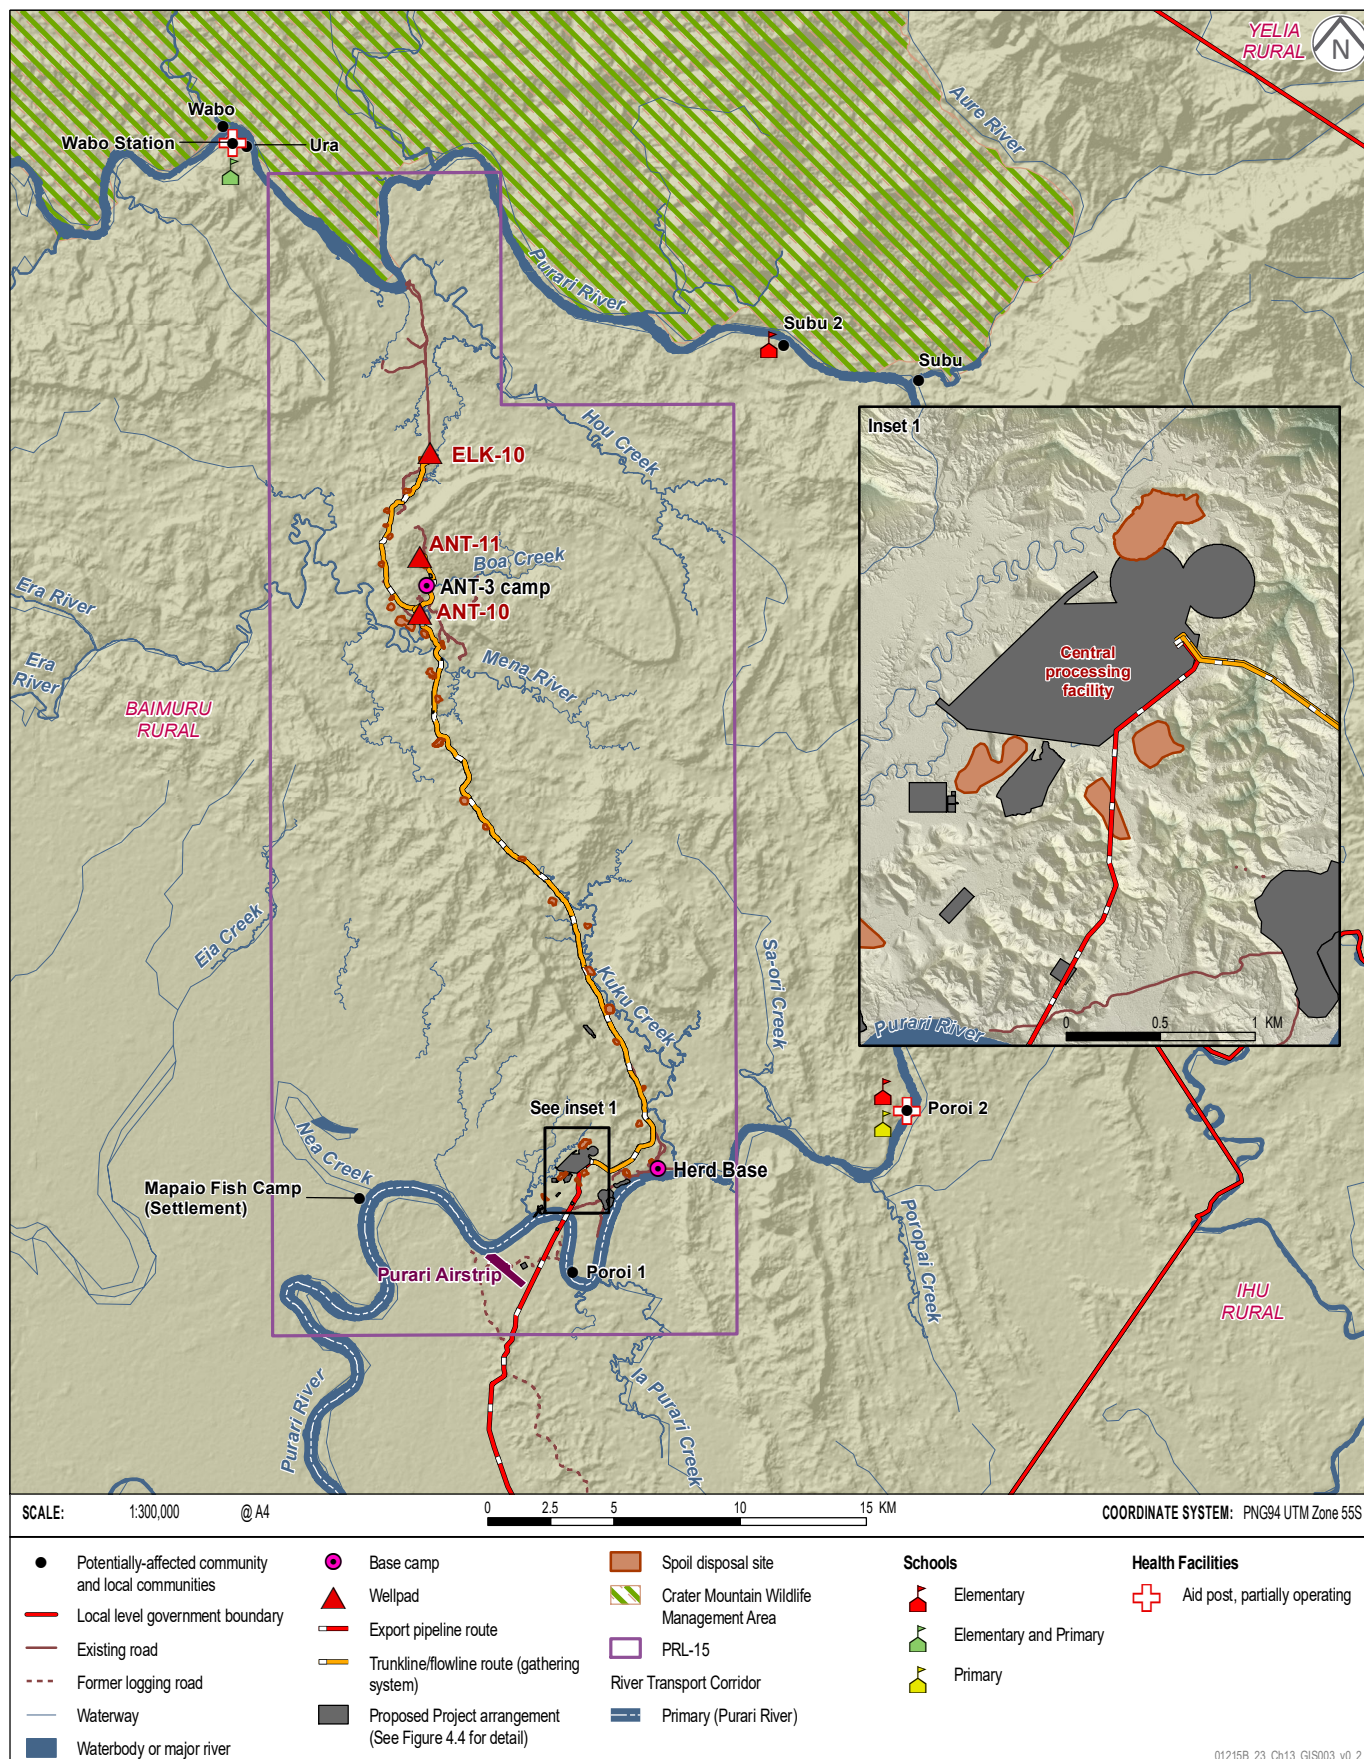 YELIA
RURAL
N
Aure River
Wabo
Wabo Station
Ura
Purari River
Subu 2
Subu
Hou Creek
Inset 1
ELK-10
ANT-11
Boa Creek
ANT-3 camp
ANT-10
Era River
Era
River
Mena River
BAIMURU
RURAL
Central
processing
facility
Eia Creek
Kuku Creek
Sa-ori Creek
Purari River
0 0.5 1 KM
See inset 1
Poroi 2
Nea Creek
Herd Base
Mapaio Fish Camp
(Settlement)
Poropai Creek
Purari Airstrip
Poroi 1
IHU
RURAL
Purari River
Ia Purari Creek
SCALE: 1:300,000 @ A4
0 2.5 5 10 15 KM
COORDINATE SYSTEM: PNG94 UTM Zone 55S
Potentially-affected community
and local communities
Local level government boundary
Existing road
Former logging road
Waterway
Waterbody or major river
Base camp
Wellpad
Export pipeline route
Trunkline/flowline route (gathering
system)
Proposed Project arrangement
(See Figure 4.4 for detail)
Spoil disposal site
Crater Mountain Wildlife
Management Area
PRL-15
River Transport Corridor
Primary (Purari River)
Schools
Elementary
Elementary and Primary
Primary
Health Facilities
Aid post, partially operating
01215B_23_Ch13_GIS003_v0_2